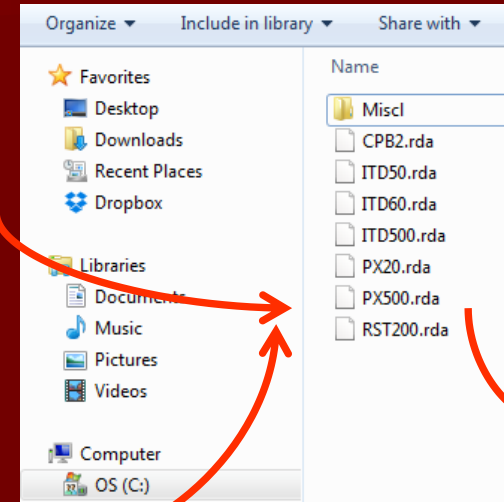 Organize Include in library Share with
Favorites
Desktop
Downloads
Recent Places
Dropbox
Libraries
Documents
Music
Pictures
Videos
Computer
OS (C:)
Name
Miscl
CPB2.rda
ITD50.rda
ITD60.rda
ITD500.rda
PX20.rda
PX500.rda
RST200.rda